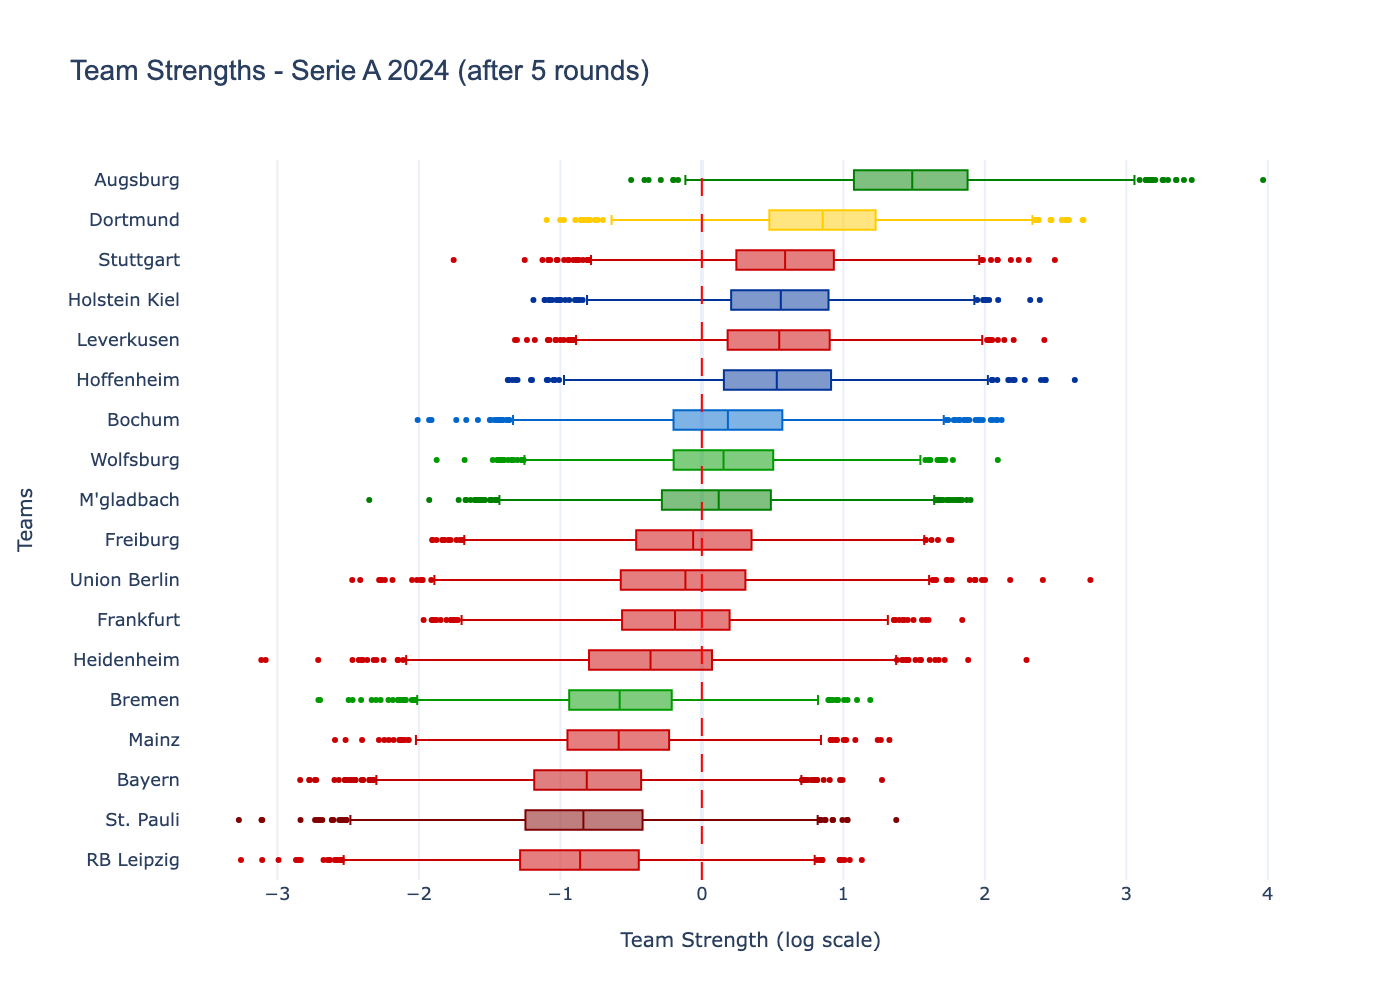 Team Strengths - Serie A 2024 (after 5 rounds)
Augsburg
Dortmund
Stuttgart
Holstein Kiel
Leverkusen
Hoffenheim
Bochum
Wolfsburg
M'gladbach
Freiburg
Union Berlin
Frankfurt
Heidenheim
Bremen
Mainz
Bayern
St. Pauli
RB Leipzig
Teams
−3 −2 −1 0 1 2 3 4
Team Strength (log scale)